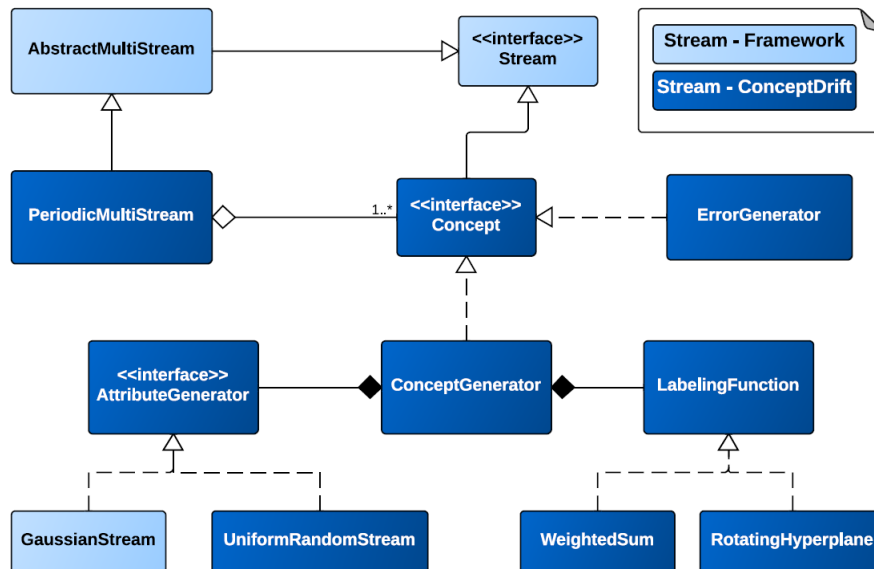 AbstractMultiStream
<<interface>>
Stream
Stream - Framework
Stream - ConceptDrift
PeriodicMultiStream
1..*
<<interface>>
Concept
ErrorGenerator
<<interface>>
AttributeGenerator
ConceptGenerator
LabelingFunction
GaussianStream
UniformRandomStream
WeightedSum
RotatingHyperplane